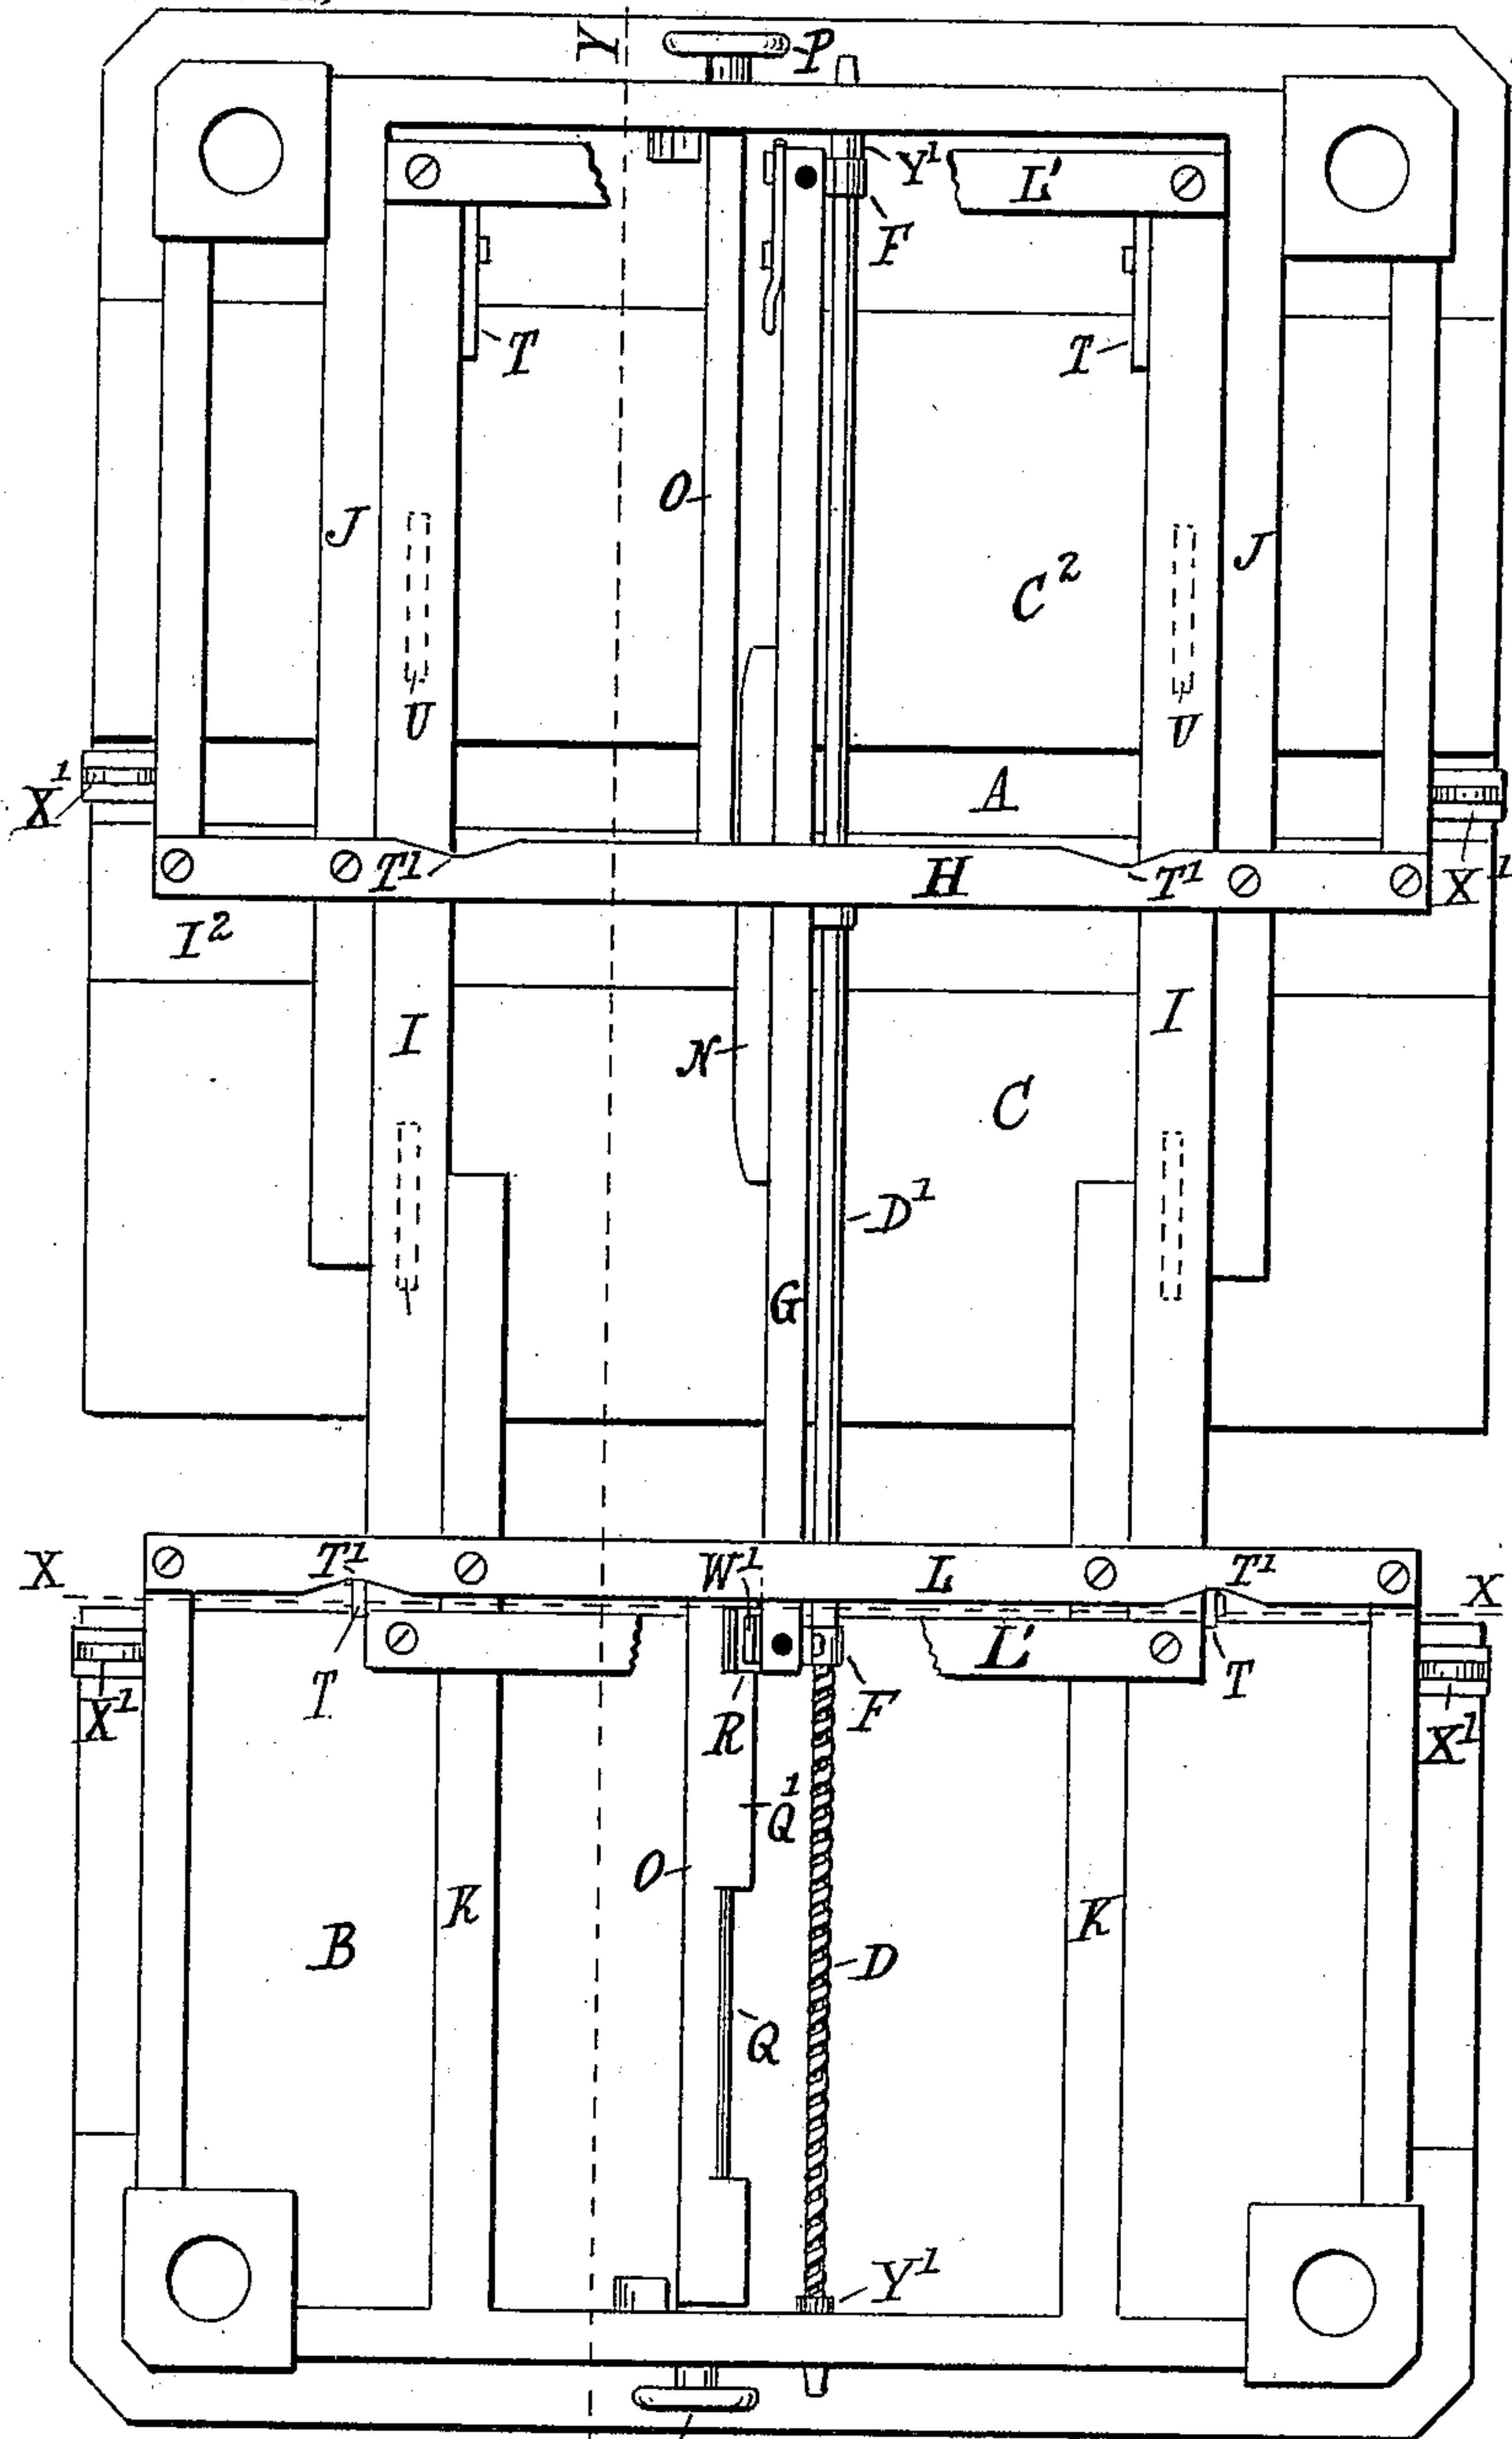 Y
P
Y¹
L'
F
T
T
O
J
J
C²
U
U
A
X¹
T¹
H
T¹
X¹
I²
I
I
N
C
D¹
G
X
T¹
W¹
L
T¹
X
L'
T
T
X¹
R
F
X¹
Q¹
O
B
K
K
D
Q
Y¹